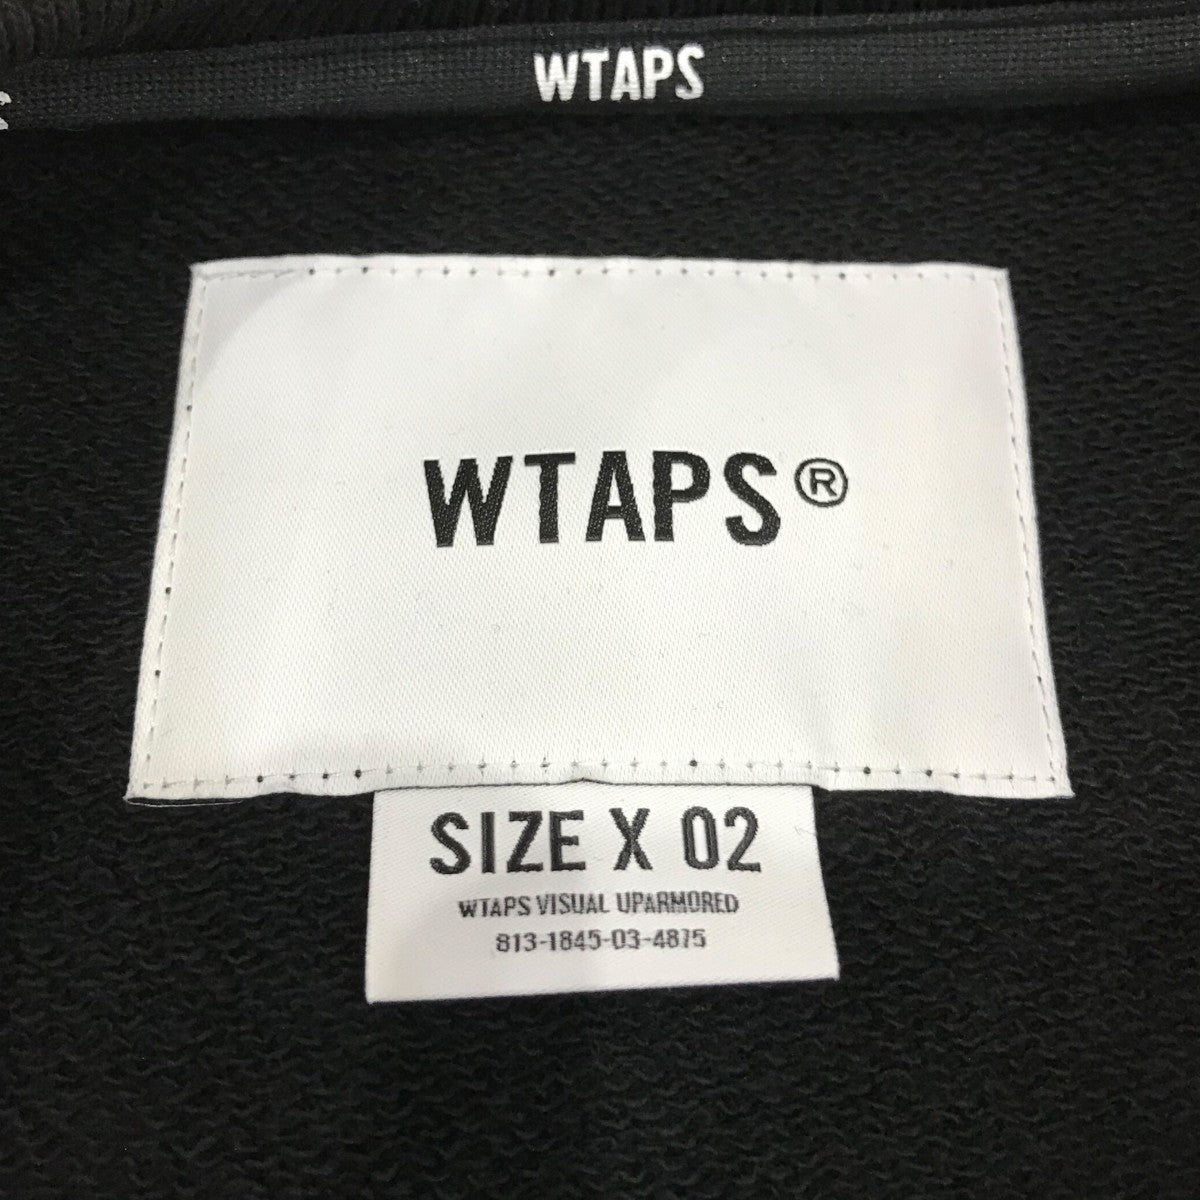 WTAPS
WTAPS®
SIZE X 02
WTAPS VISUAL UPARMORED
813-1845-03-4875